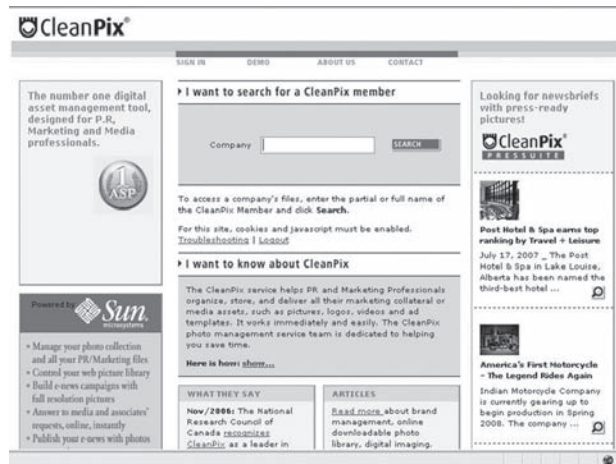 CleanPix®
SIGN IN DEMO ABOUT US CONTACT
The number one digital
asset management tool,
designed for P.R,
Marketing and Media
professionals.
1
ASP
Powered by
Sun
microsystems
• Manage your photo collection
and all your PR/Marketing files
• Control your web picture library
• Build e-news campaigns with
full resolution pictures
• Answer to media and associates'
requests, online, instantly
• Publish your e-news with photos
I want to search for a CleanPix member
Company SEARCH
To access a company's files, enter the partial or full name of
the CleanPix Member and click Search.
For this site, cookies and javascript must be enabled.
Troubleshooting | Logout
I want to know about CleanPix
The CleanPix service helps PR and Marketing Professionals
organize, store, and deliver all their marketing collateral or
media assets, such as pictures, logos, videos and ad
templates. It works immediately and easily. The CleanPix
photo management service team is dedicated to helping
you save time.
Here is how: show...
WHAT THEY SAY
Nov/2006: The National
Research Council of
Canada recognizes
CleanPix as a leader in
ARTICLES
Read more about brand
management, online
downloadable photo
library, digital imaging.
Looking for newsbriefs
with press-ready
pictures!
CleanPix®
PRESSUITE
Post Hotel & Spa earns top
ranking by Travel + Leisure
July 17, 2007 _ The Post
Hotel & Spa in Lake Louise,
Alberta has been named the
third-best hotel ...
America's First Motorcycle
- The Legend Rides Again
Indian Motorcycle Company
is currently gearing up to
begin production in Spring
2008. The company ...